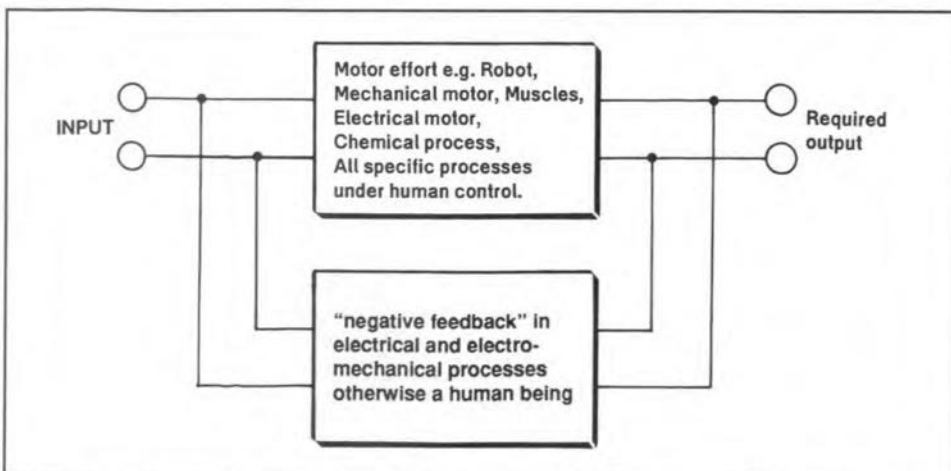 INPUT
Motor effort e.g. Robot,
Mechanical motor, Muscles,
Electrical motor,
Chemical process,
All specific processes
under human control.
Required
output
"negative feedback" in
electrical and electro-
mechanical processes
otherwise a human being